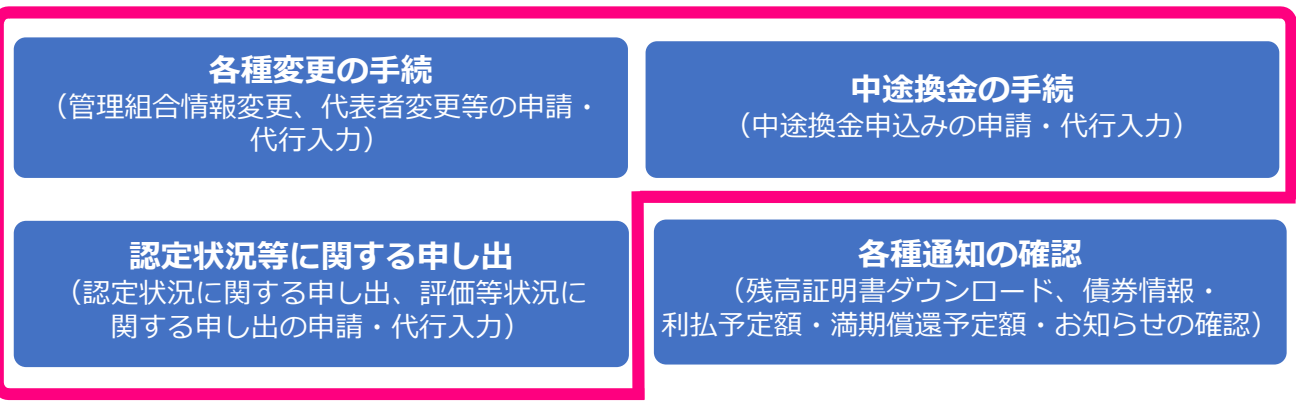 各種変更の手続
（管理組合情報変更、代表者変更等の申請・
代行入力）
中途換金の手続
（中途換金申込みの申請・代行入力）
認定状況等に関する申し出
（認定状況に関する申し出、評価等状況に
関する申し出の申請・代行入力）
各種通知の確認
（残高証明書ダウンロード、債券情報・
利払予定額・満期償還予定額・お知らせの確認）